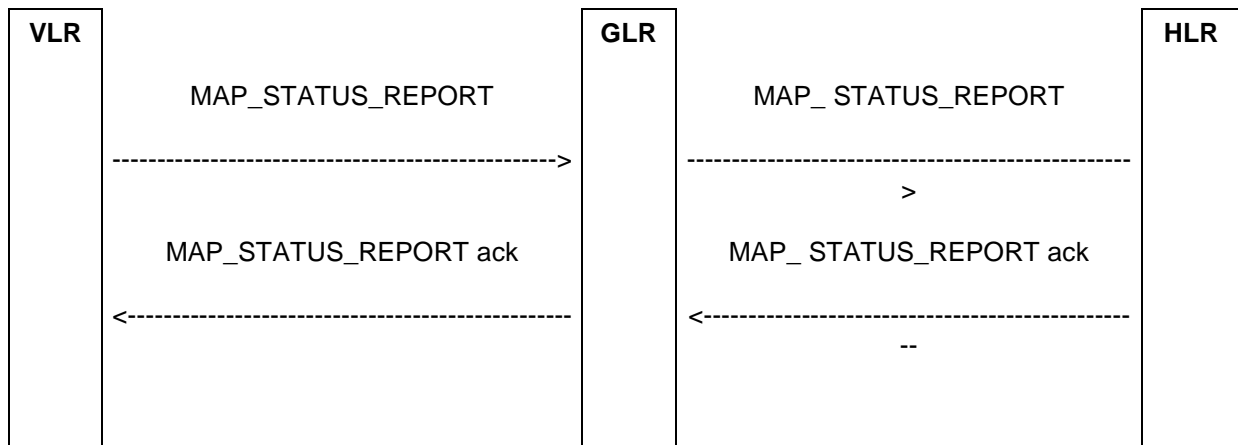 VLR GLR HLR
MAP_STATUS_REPORT MAP_ STATUS_REPORT
--------------------------------------------------> --------------------------------------------------
>
MAP_STATUS_REPORT ack MAP_ STATUS_REPORT ack
<-------------------------------------------------- <------------------------------------------------
--